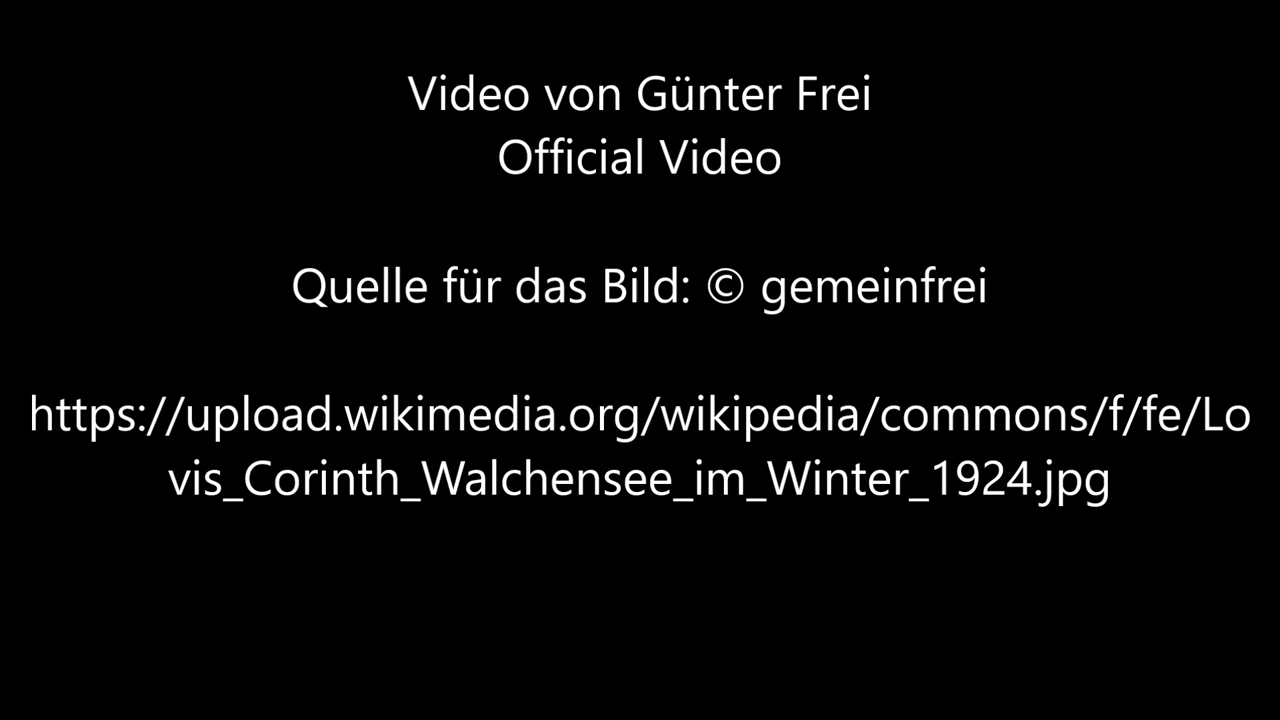 Video von Günter Frei
Official Video
Quelle für das Bild: © gemeinfrei
https://upload.wikimedia.org/wikipedia/commons/f/fe/Lo
vis_Corinth_Walchensee_im_Winter_1924.jpg